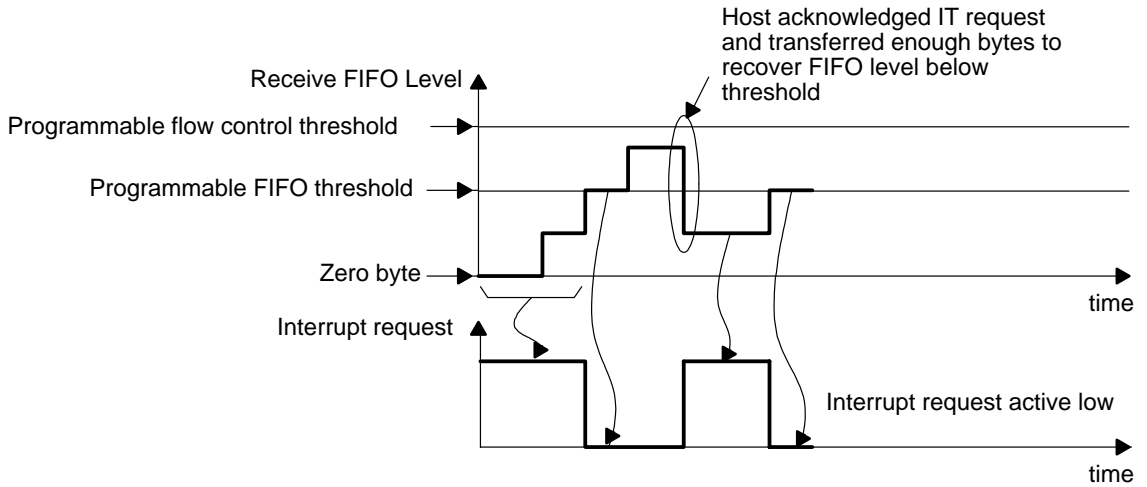 Host acknowledged IT request
and transferred enough bytes to
recover FIFO level below
threshold
Receive FIFO Level
Programmable flow control threshold
Programmable FIFO threshold
Zero byte
time
Interrupt request
Interrupt request active low
time